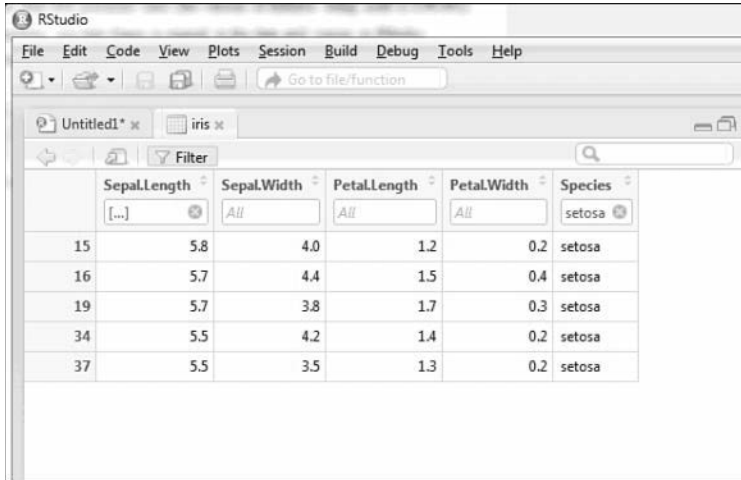 RStudio
File Edit Code View Plots Session Build Debug Tools Help
Go to file/function
Untitled1* iris
Filter
Sepal.Length Sepal.Width Petal.Length Petal.Width Species
[...] All All All setosa
15 5.8 4.0 1.2 0.2 setosa
16 5.7 4.4 1.5 0.4 setosa
19 5.7 3.8 1.7 0.3 setosa
34 5.5 4.2 1.4 0.2 setosa
37 5.5 3.5 1.3 0.2 setosa